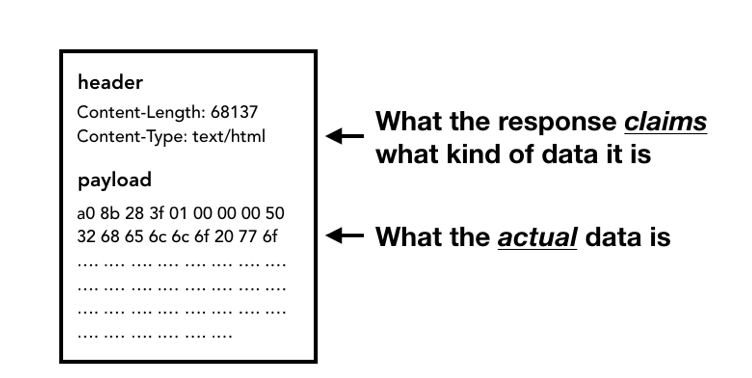 header
Content-Length: 68137
Content-Type: text/html
What the response claims
what kind of data it is
payload
a0 8b 28 3f 01 00 00 00 50
32 68 65 6c 6c 6f 20 77 6f
What the actual data is
.... .... .... .... .... .... .... ....
.... .... .... .... .... .... .... ....
.... .... .... .... .... .... .... ....
.... .... .... .... .... ....